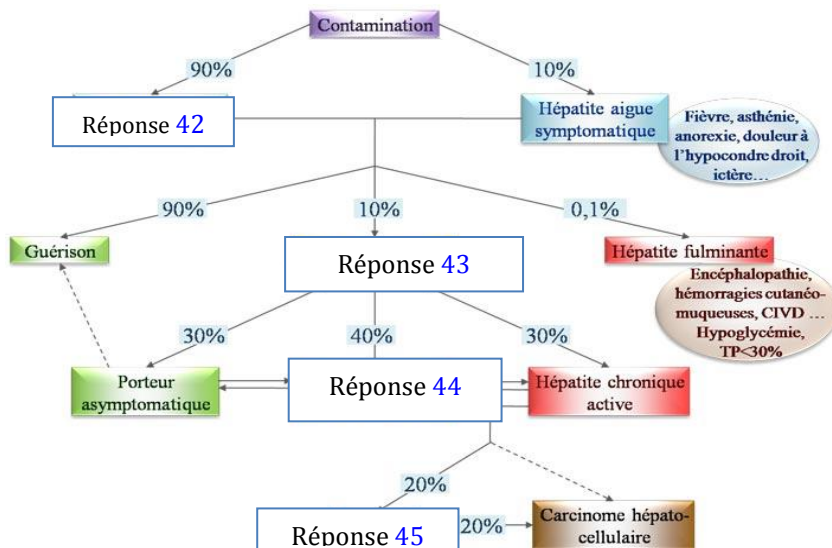 Contamination
90%
10%
Réponse 42
Hépatite aigue
symptomatique
Fièvre, asthénie,
anorexie, douleur à
l’hypocondre droit,
ictère…
90%
10%
0,1%
Guérison
Réponse 43
Hépatite fulminante
Encéphalopathie,
hémorragies cutanéo-
muqueuses, CIVD …
Hypoglycémie,
TP<30%
30%
40%
30%
Porteur
asymptomatique
Réponse 44
Hépatite chronique
active
20%
Réponse 45
20%
Carcinome hépato-
cellulaire